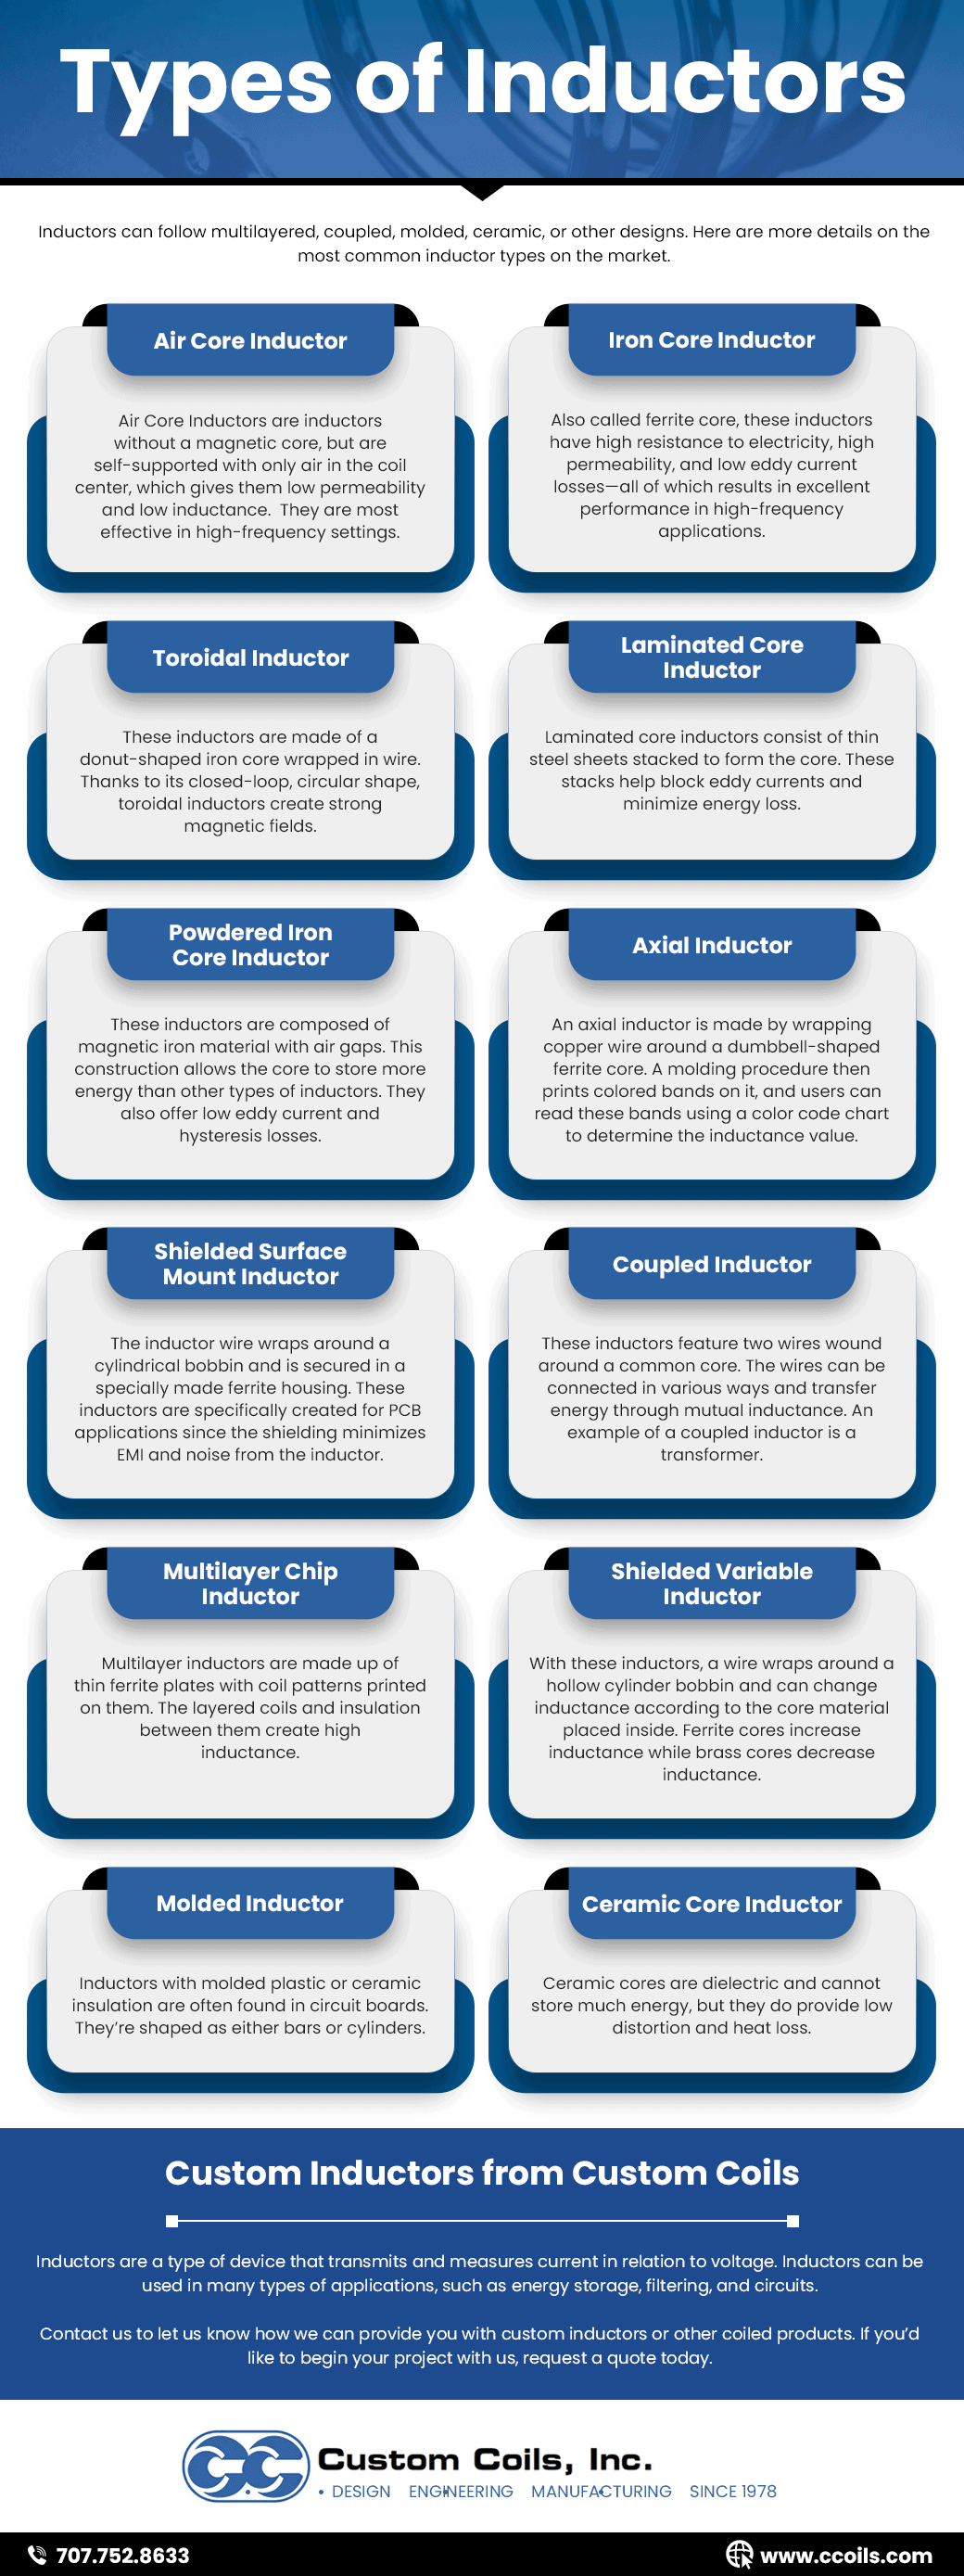 Types of Inductors
Inductors can follow multilayered, coupled, molded, ceramic, or other designs. Here are more details on the
most common inductor types on the market.
Air Core Inductor
Air Core Inductors are inductors
without a magnetic core, but are
self-supported with only air in the coil
center, which gives them low permeability
and low inductance. They are most
effective in high-frequency settings.
Iron Core Inductor
Also called ferrite core, these inductors
have high resistance to electricity, high
permeability, and low eddy current
losses—all of which results in excellent
performance in high-frequency
applications.
Toroidal Inductor
These inductors are made of a
donut-shaped iron core wrapped in wire.
Thanks to its closed-loop, circular shape,
toroidal inductors create strong
magnetic fields.
Laminated Core
Inductor
Laminated core inductors consist of thin
steel sheets stacked to form the core. These
stacks help block eddy currents and
minimize energy loss.
Powdered Iron
Core Inductor
These inductors are composed of
magnetic iron material with air gaps. This
construction allows the core to store more
energy than other types of inductors. They
also offer low eddy current and
hysteresis losses.
Axial Inductor
An axial inductor is made by wrapping
copper wire around a dumbbell-shaped
ferrite core. A molding procedure then
prints colored bands on it, and users can
read these bands using a color code chart
to determine the inductance value.
Shielded Surface
Mount Inductor
The inductor wire wraps around a
cylindrical bobbin and is secured in a
specially made ferrite housing. These
inductors are specifically created for PCB
applications since the shielding minimizes
EMI and noise from the inductor.
Coupled Inductor
These inductors feature two wires wound
around a common core. The wires can be
connected in various ways and transfer
energy through mutual inductance. An
example of a coupled inductor is a
transformer.
Multilayer Chip
Inductor
Multilayer inductors are made up of
thin ferrite plates with coil patterns printed
on them. The layered coils and insulation
between them create high
inductance.
Shielded Variable
Inductor
With these inductors, a wire wraps around a
hollow cylinder bobbin and can change
inductance according to the core material
placed inside. Ferrite cores increase
inductance while brass cores decrease
inductance.
Molded Inductor
Inductors with molded plastic or ceramic
insulation are often found in circuit boards.
They're shaped as either bars or cylinders.
Ceramic Core Inductor
Ceramic cores are dielectric and cannot
store much energy, but they do provide low
distortion and heat loss.
Custom Inductors from Custom Coils
Inductors are a type of device that transmits and measures current in relation to voltage. Inductors can be
used in many types of applications, such as energy storage, filtering, and circuits.
Contact us to let us know how we can provide you with custom inductors or other coiled products. If you'd
like to begin your project with us, request a quote today.
CC Custom Coils, Inc.
• DESIGN ENGINEERING MANUFACTURING SINCE 1978
707.752.8633
www.ccoils.com